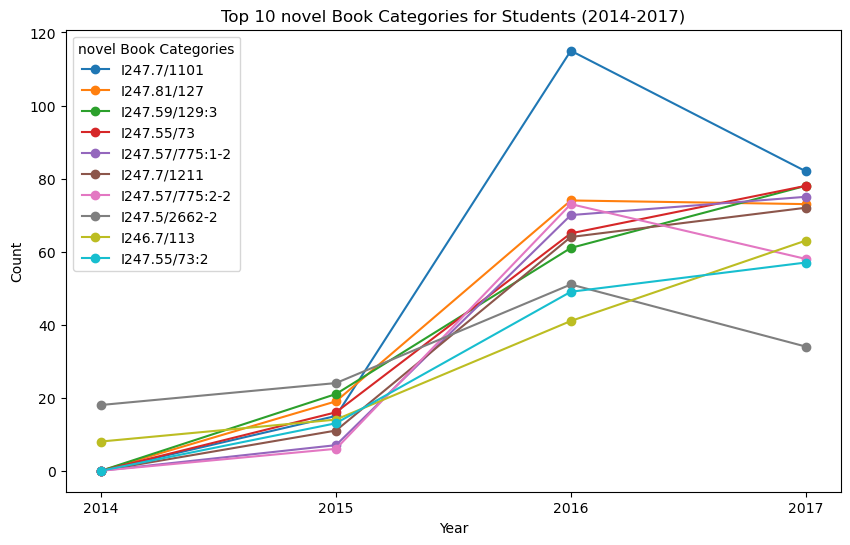 Top 10 novel Book Categories for Students (2014-2017)
120
100
80
60
40
20
0
Count
novel Book Categories
I247.7/1101
I247.81/127
I247.59/129:3
I247.55/73
I247.57/775:1-2
I247.7/1211
I247.57/775:2-2
I247.5/2662-2
I246.7/113
I247.55/73:2
2014 2015 2016 2017
Year